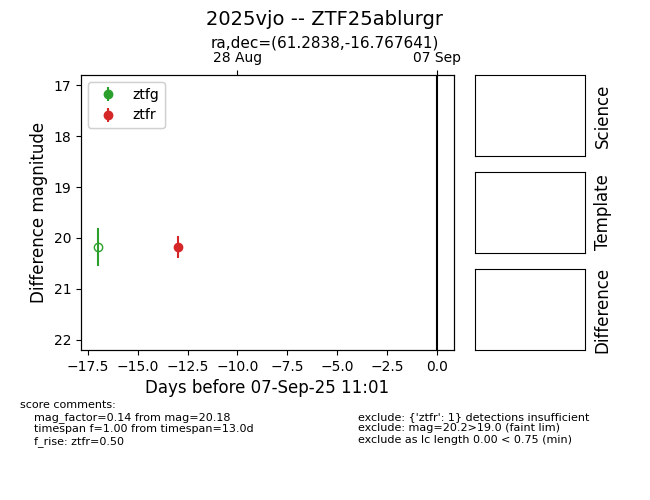 2025vjo -- ZTF25ablurgr
ra,dec=(61.2838,-16.767641)
28 Aug
07 Sep
ztfg
ztfr
17
18
19
20
21
22
Difference magnitude
−17.5
−15.0
−12.5
−10.0
−7.5
−5.0
−2.5
0.0
Days before 07-Sep-25 11:01
Science
Template
Difference
score comments:
mag_factor=0.14 from mag=20.18
timespan f=1.00 from timespan=13.0d
f_rise: ztfr=0.50
exclude: {'ztfr': 1} detections insufficient
exclude: mag=20.2>19.0 (faint lim)
exclude as lc length 0.00 < 0.75 (min)